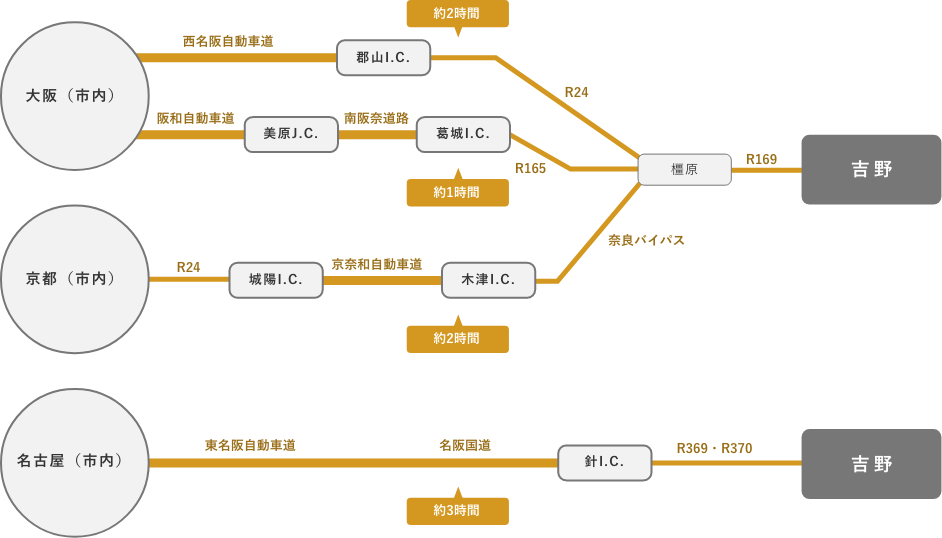 約2時間
西名阪自動車道
郡山I.C.
R24
大阪（市内）
阪和自動車道
美原J.C.
南阪奈道路
葛城I.C.
R165
約1時間
橿原
R169
吉野
奈良バイパス
京都（市内）
R24
城陽I.C.
京奈和自動車道
木津I.C.
約2時間
名古屋（市内）
東名阪自動車道
名阪国道
針I.C.
R369・R370
吉野
約3時間